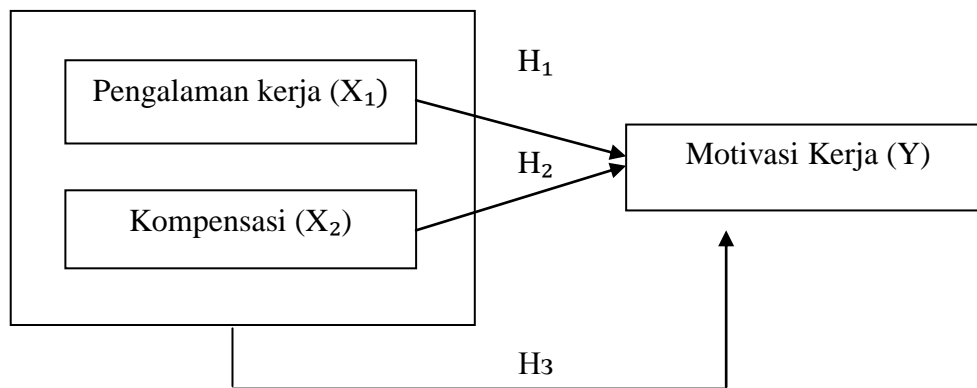 H₁
Pengalaman kerja (X₁)
Motivasi Kerja (Y)
H₂
Kompensasi (X₂)
H3